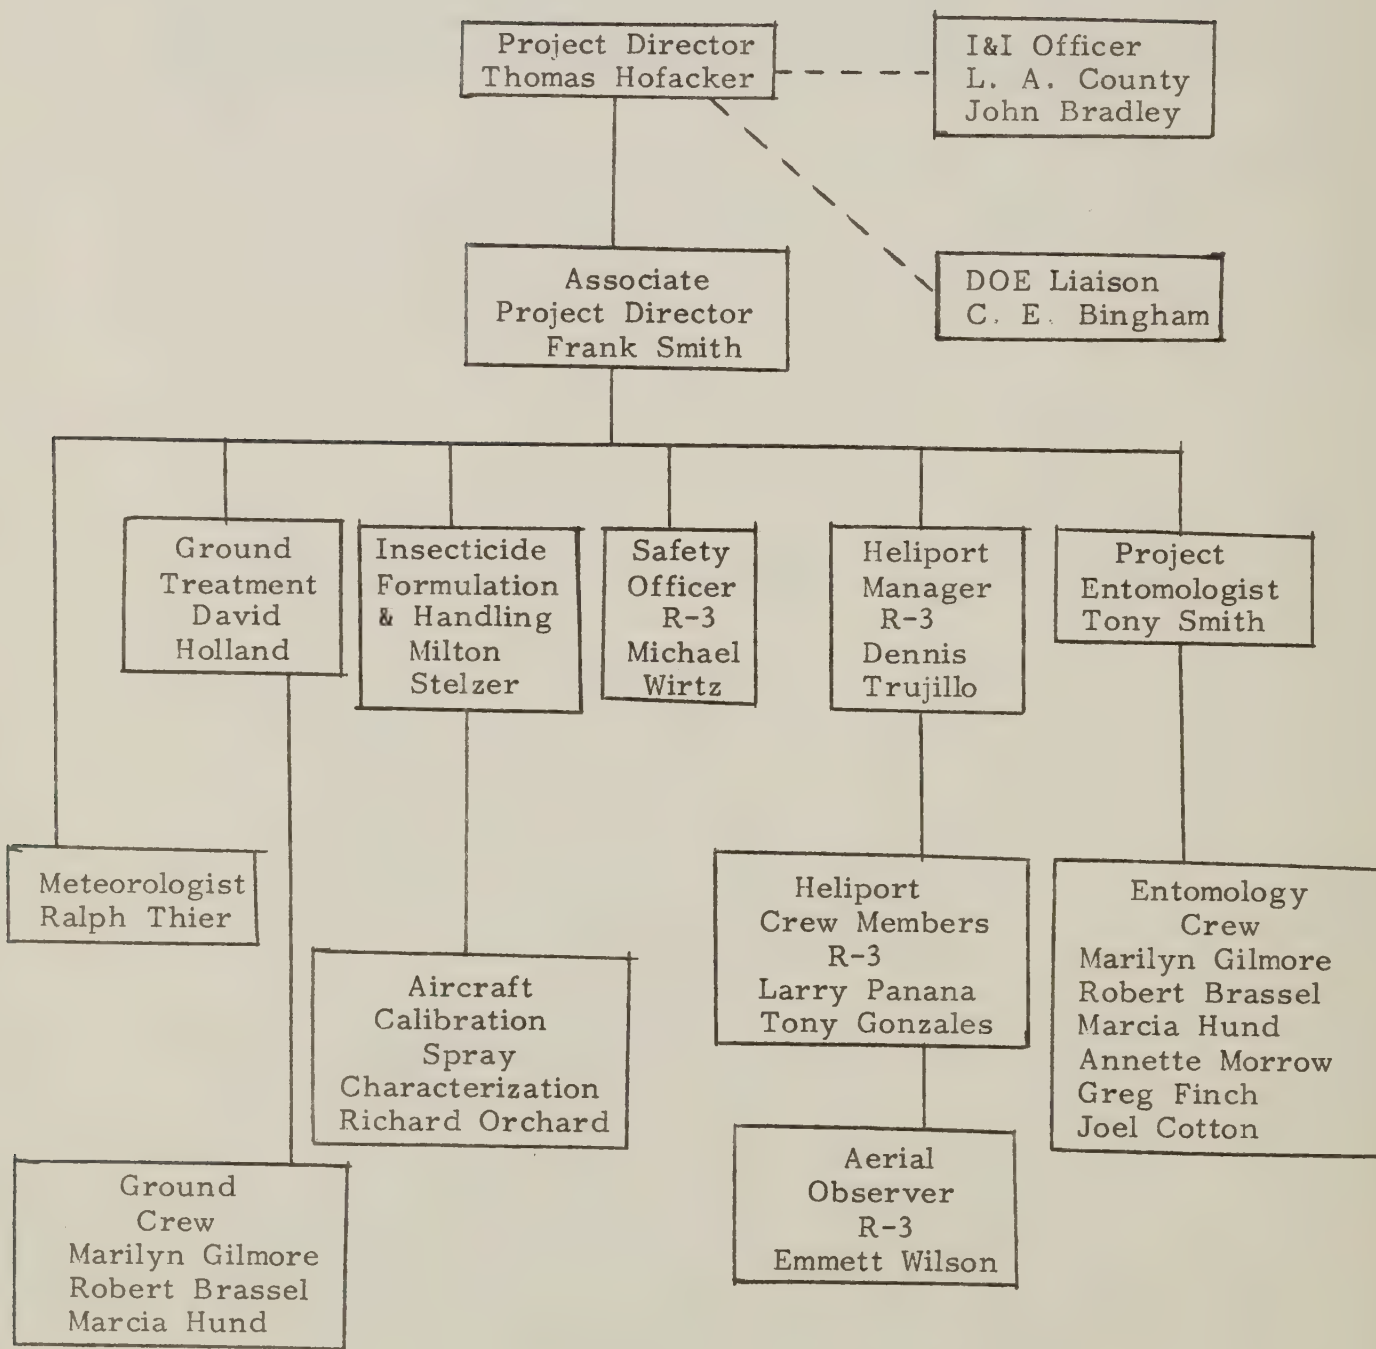 Project Director
Thomas Hofacker
I&I Officer
L. A. County
John Bradley
Associate
Project Director
Frank Smith
DOE Liaison
C. E. Bingham
Ground
Treatment
David
Holland
Insecticide
Formulation
& Handling
Milton
Stelzer
Safety
Officer
R-3
Michael
Wirtz
Heliport
Manager
R-3
Dennis
Trujillo
Project
Entomologist
Tony Smith
Meteorologist
Ralph Thier
Aircraft
Calibration
Spray
Characterization
Richard Orchard
Heliport
Crew Members
R-3
Larry Panana
Tony Gonzales
Entomology
Crew
Marilyn Gilmore
Robert Brassel
Marcia Hund
Annette Morrow
Greg Finch
Joel Cotton
Ground
Crew
Marilyn Gilmore
Robert Brassel
Marcia Hund
Aerial
Observer
R-3
Emmett Wilson